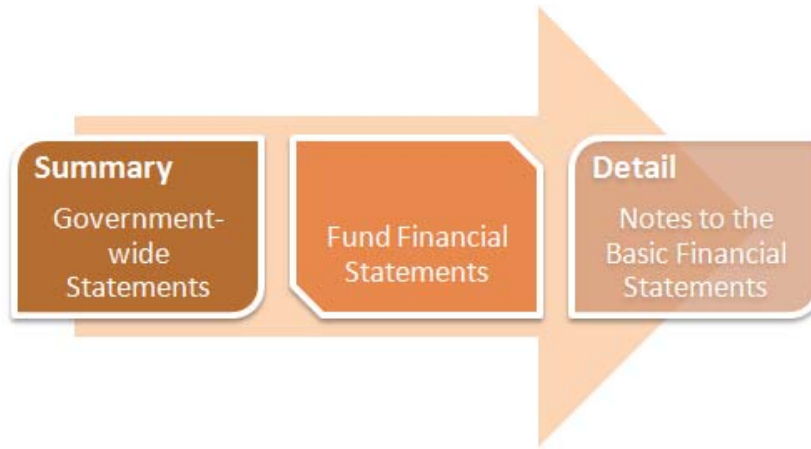 Summary
Government-
wide
Statements
Fund Financial
Statements
Detail
Notes to the
Basic Financial
Statements